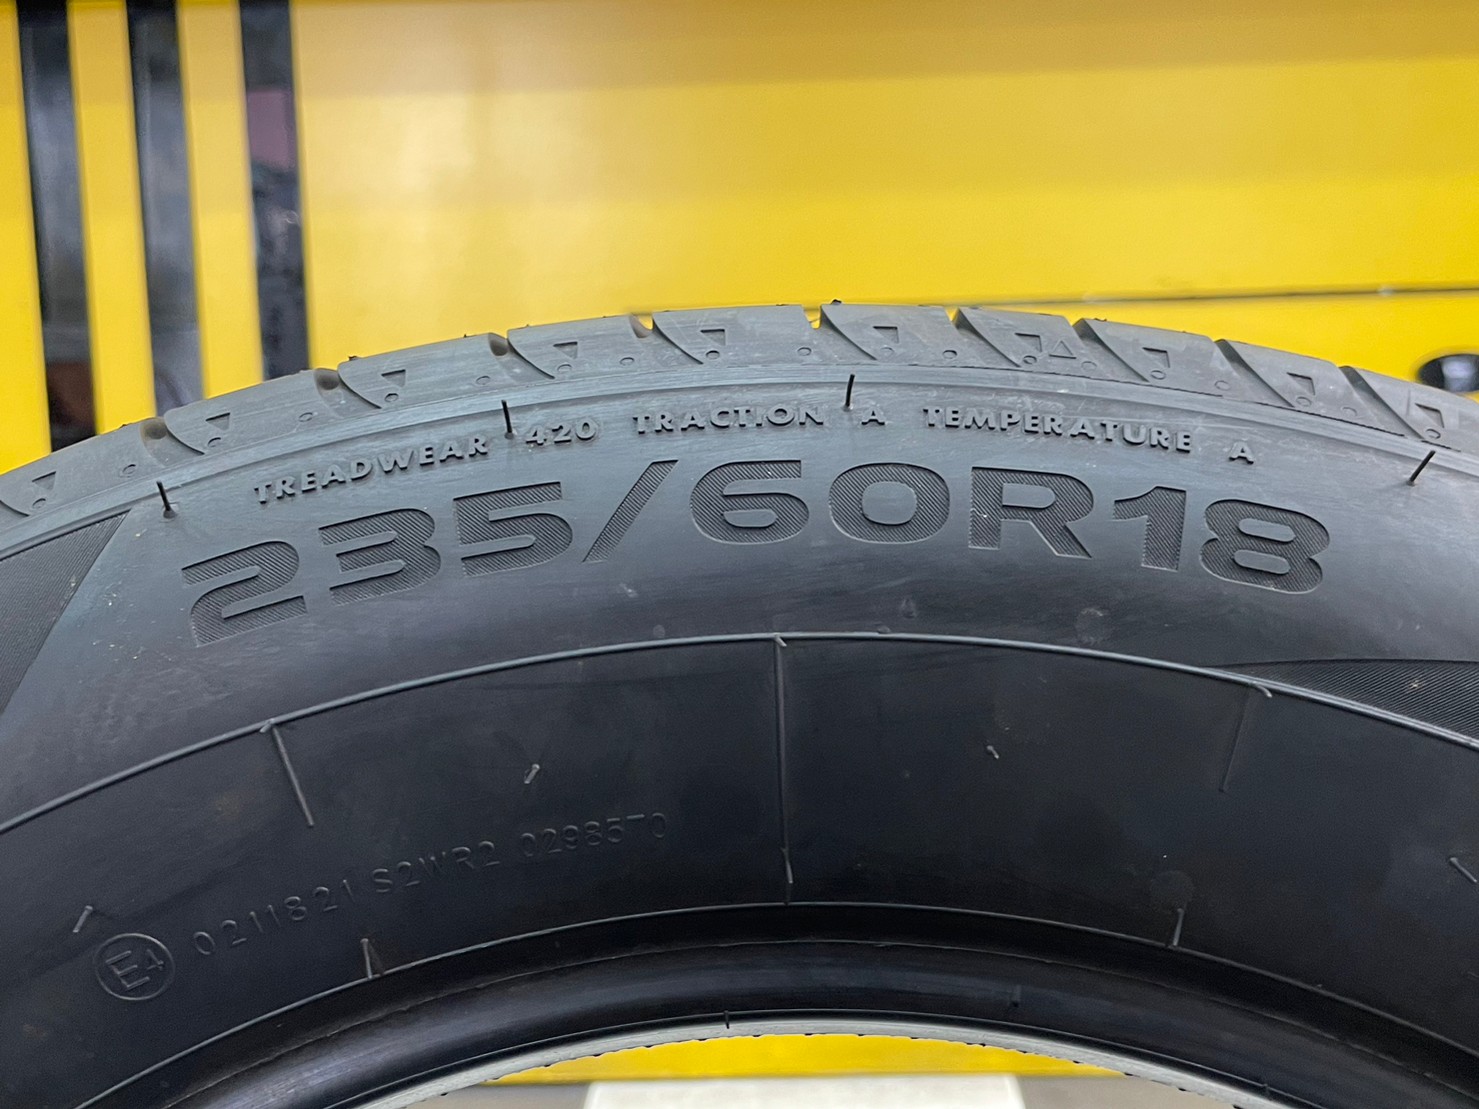 TREADWEAR 420 TRACTION A TEMPERATURE A
235/60R18
E4 0211821 S2WR2 0298570